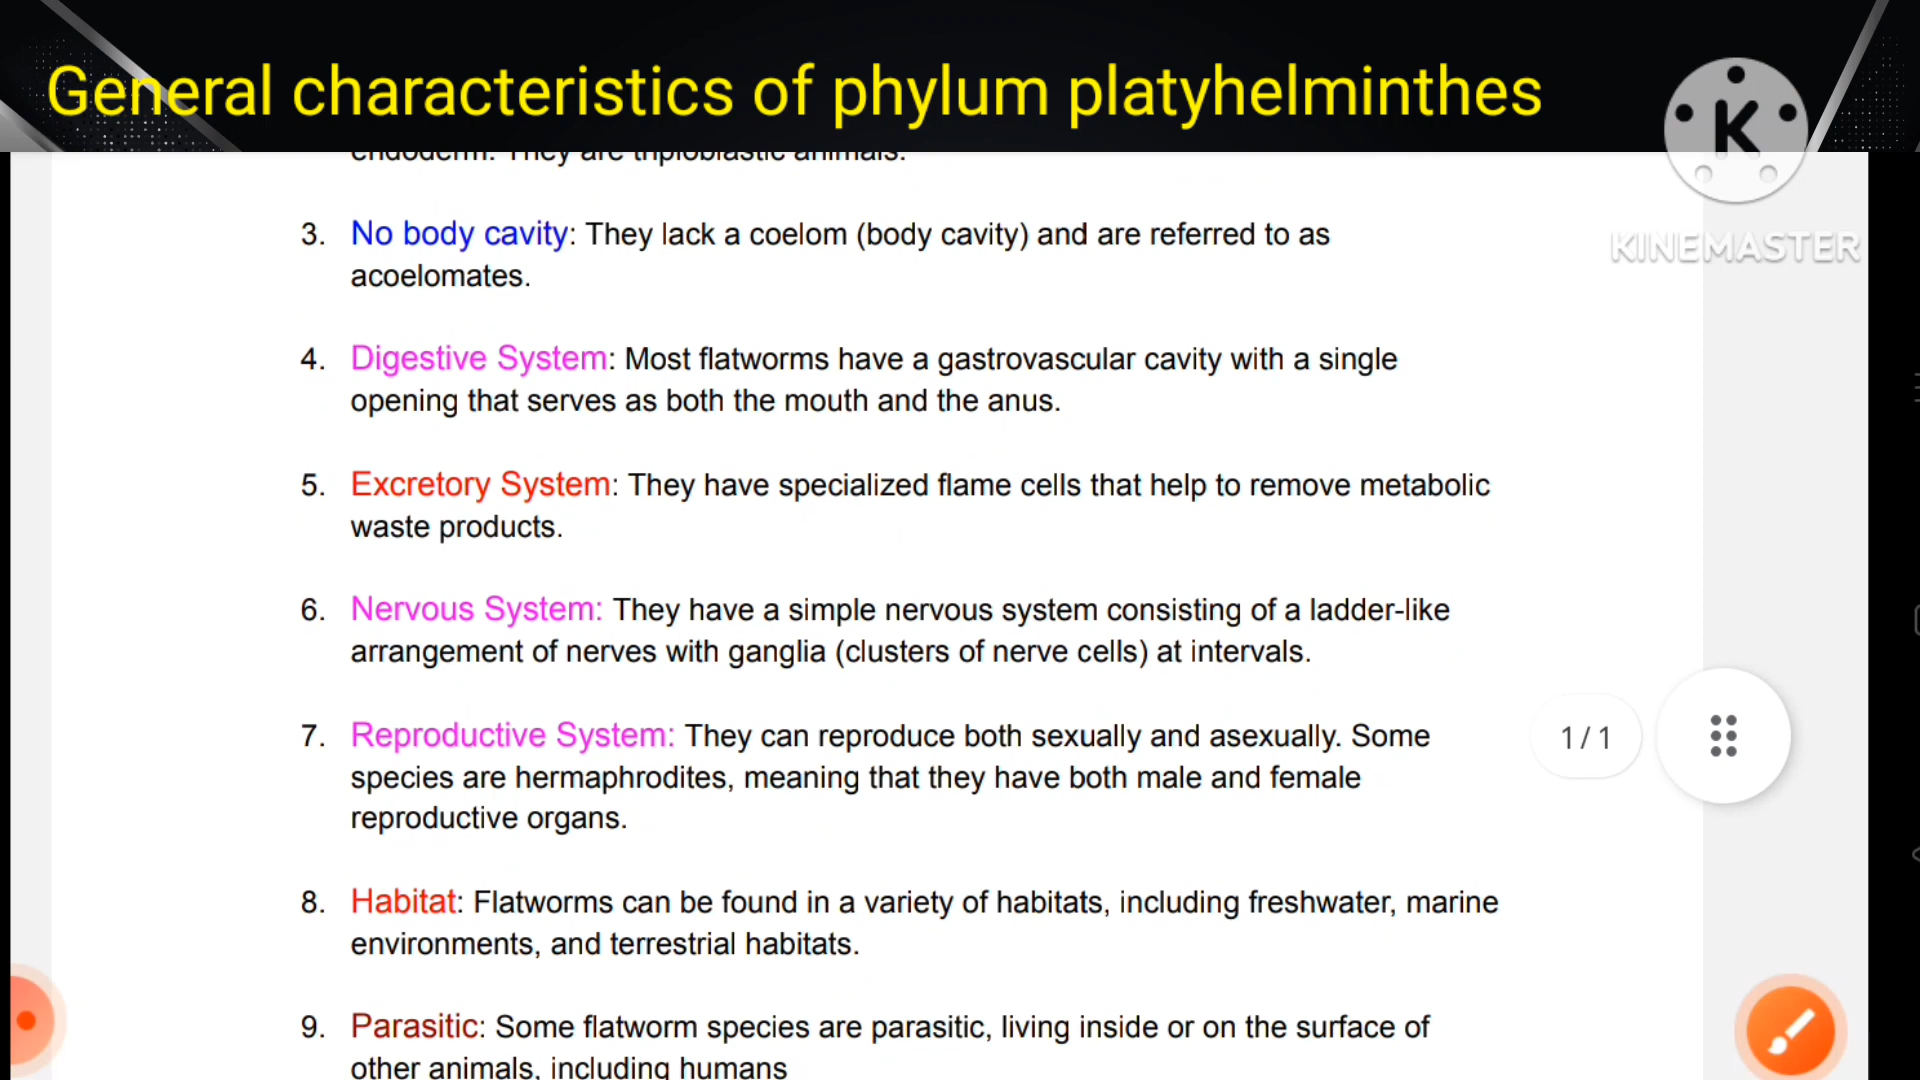 General characteristics of phylum platyhelminthes
K
KINEMASTER
endoderm. They are triploblastic animals.
3. No body cavity: They lack a coelom (body cavity) and are referred to as
acoelomates.
4. Digestive System: Most flatworms have a gastrovascular cavity with a single
opening that serves as both the mouth and the anus.
5. Excretory System: They have specialized flame cells that help to remove metabolic
waste products.
6. Nervous System: They have a simple nervous system consisting of a ladder-like
arrangement of nerves with ganglia (clusters of nerve cells) at intervals.
7. Reproductive System: They can reproduce both sexually and asexually. Some
species are hermaphrodites, meaning that they have both male and female
reproductive organs.
1/1
8. Habitat: Flatworms can be found in a variety of habitats, including freshwater, marine
environments, and terrestrial habitats.
9. Parasitic: Some flatworm species are parasitic, living inside or on the surface of
other animals, including humans